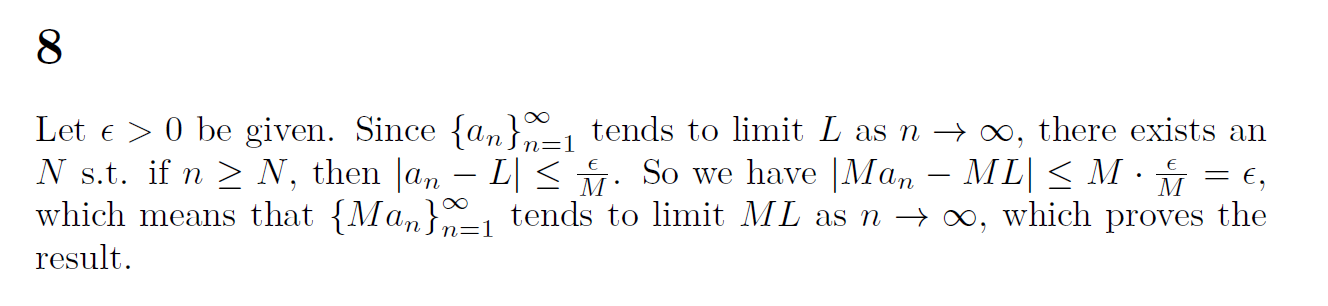 8
Let ϵ > 0 be given. Since {a_n}_{n=1}^∞ tends to limit L as n → ∞, there exists an
N s.t. if n ≥ N, then |a_n − L| ≤ ϵ/M. So we have |Ma_n − ML| ≤ M · ϵ/M = ϵ,
which means that {Ma_n}_{n=1}^∞ tends to limit ML as n → ∞, which proves the
result.